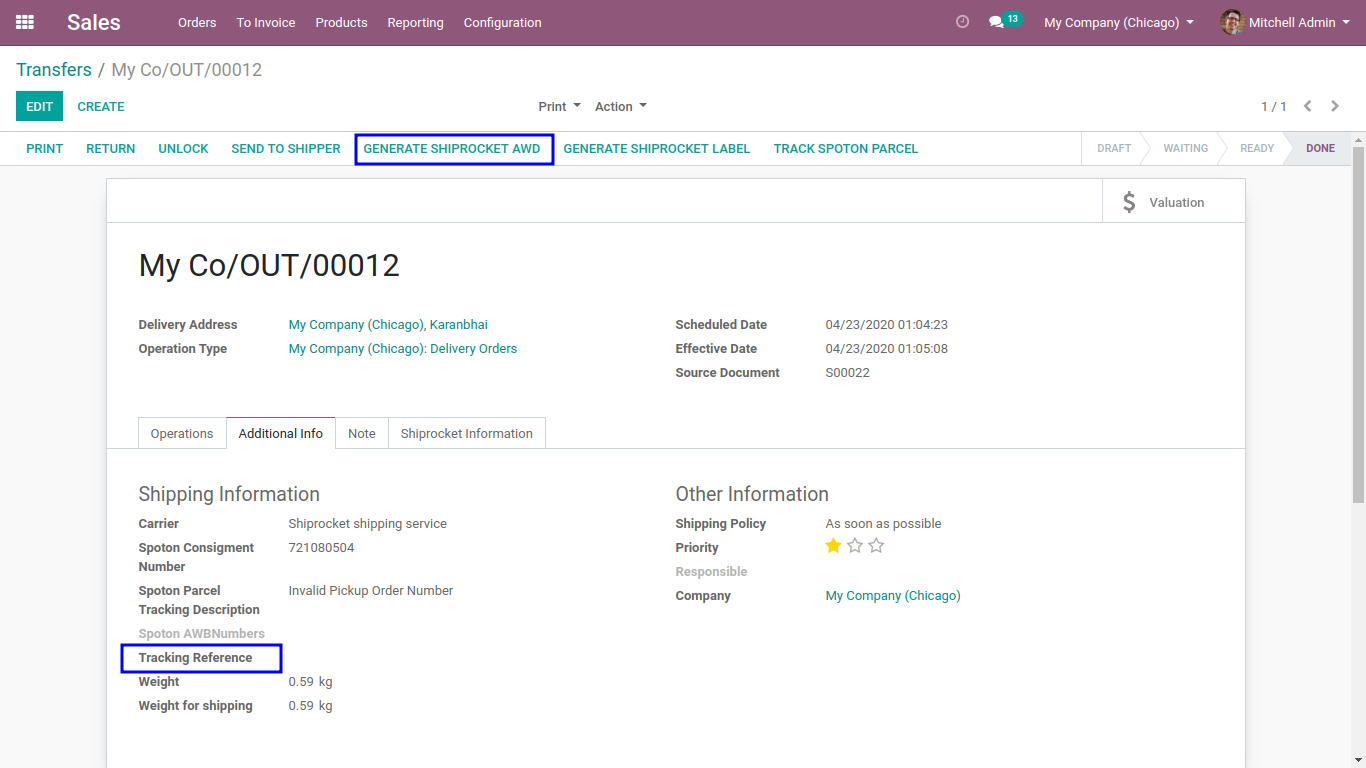 Sales Orders To Invoice Products Reporting Configuration 13 My Company (Chicago) Mitchell Admin
Transfers / My Co/OUT/00012
EDIT CREATE Print Action 1 / 1
PRINT RETURN UNLOCK SEND TO SHIPPER GENERATE SHIPROCKET AWD GENERATE SHIPROCKET LABEL TRACK SPOTON PARCEL DRAFT WAITING READY DONE
$ Valuation
My Co/OUT/00012
Delivery Address My Company (Chicago), Karanbhai Scheduled Date 04/23/2020 01:04:23
Operation Type My Company (Chicago): Delivery Orders Effective Date 04/23/2020 01:05:08
Source Document S00022
Operations Additional Info Note Shiprocket Information
Shipping Information Other Information
Carrier Shiprocket shipping service Shipping Policy As soon as possible
Spoton Consignment 721080504 Priority
Number
Responsible
Spoton Parcel Invalid Pickup Order Number Company My Company (Chicago)
Tracking Description
Spoton AWBNumbers
Tracking Reference
Weight 0.59 kg
Weight for shipping 0.59 kg